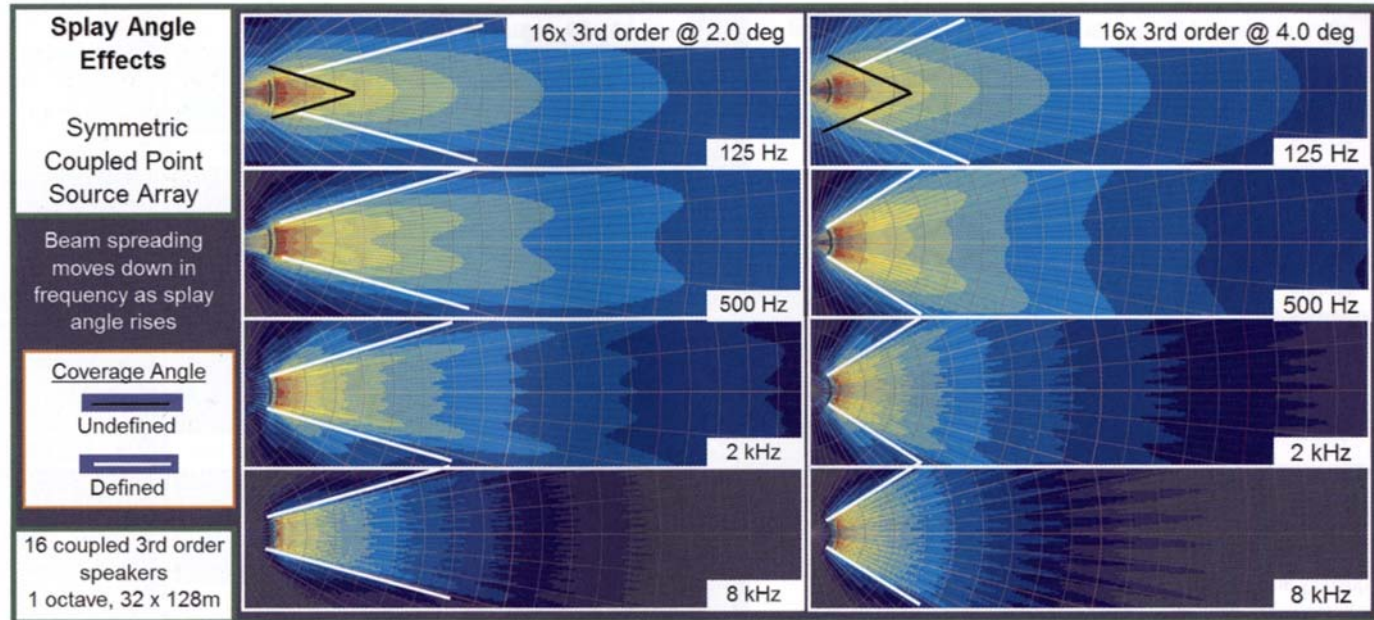 Splay Angle
Effects
Symmetric
Coupled Point
Source Array
Beam spreading
moves down in
frequency as splay
angle rises
Coverage Angle
Undefined
Defined
16 coupled 3rd order
speakers
1 octave, 32 x 128m
16x 3rd order @ 2.0 deg
125 Hz
500 Hz
2 kHz
8 kHz
16x 3rd order @ 4.0 deg
125 Hz
500 Hz
2 kHz
8 kHz